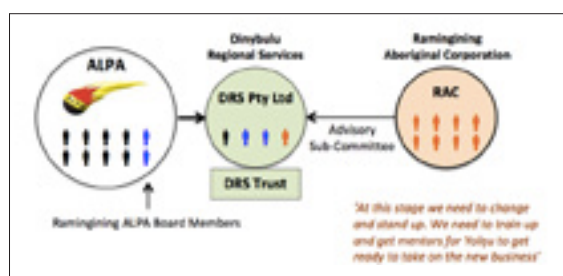 Dinybulu
Regional Services
Ramingining
Aboriginal Corporation
ALPA
DRS Pty Ltd
RAC
Advisory
Sub-Committee
DRS Trust
Ramingining ALPA Board Members
'At this stage we need to change
and stand up. We need to train up
and get mentors for Yolŋu to get
ready to take on the new business'